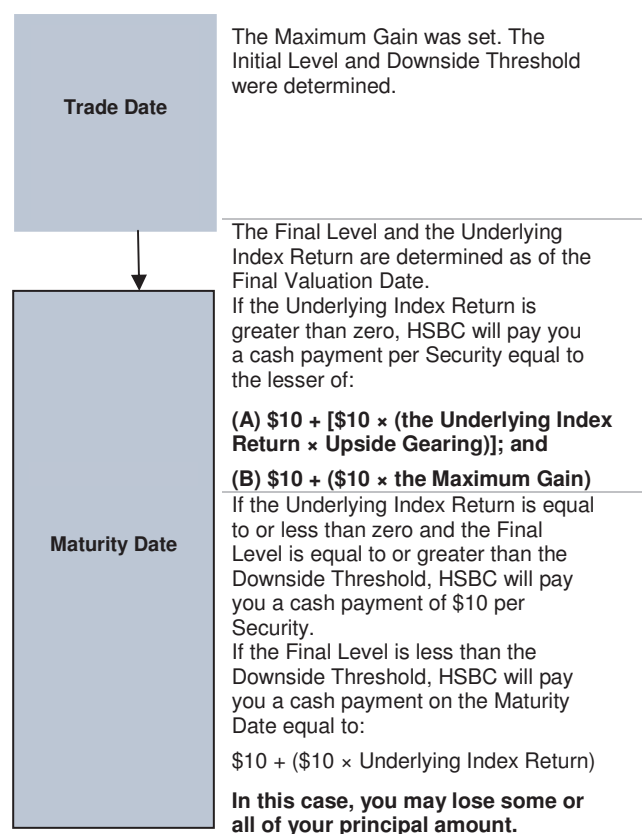 Trade Date
The Maximum Gain was set. The
Initial Level and Downside Threshold
were determined.
Maturity Date
The Final Level and the Underlying
Index Return are determined as of the
Final Valuation Date.
If the Underlying Index Return is
greater than zero, HSBC will pay you
a cash payment per Security equal to
the lesser of:
(A) $10 + [$10 × (the Underlying Index
Return × Upside Gearing)]; and
(B) $10 + ($10 × the Maximum Gain)
If the Underlying Index Return is equal
to or less than zero and the Final
Level is equal to or greater than the
Downside Threshold, HSBC will pay
you a cash payment of $10 per
Security.
If the Final Level is less than the
Downside Threshold, HSBC will pay
you a cash payment on the Maturity
Date equal to:
$10 + ($10 × Underlying Index Return)
In this case, you may lose some or
all of your principal amount.